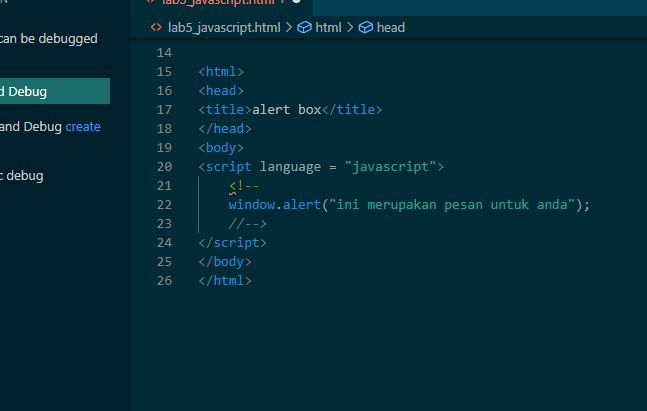 lab5_javascript.html
lab5_javascript.html > html > head
can be debugged
d Debug
and Debug create
c debug
14
15 <html>
16 <head>
17 <title>alert box</title>
18 </head>
19 <body>
20 <script language = "javascript">
21 <!--
22 window.alert("ini merupakan pesan untuk anda");
23 //-->
24 </script>
25 </body>
26 </html>